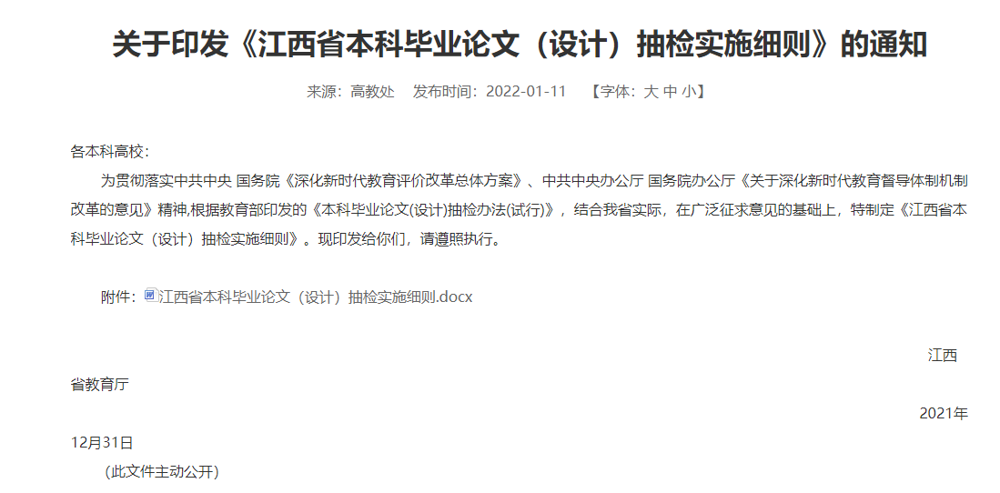 关于印发《江西省本科毕业论文（设计）抽检实施细则》的通知
来源：高教处 发布时间：2022-01-11 【字体：大 中 小】
各本科高校：
为贯彻落实中共中央 国务院《深化新时代教育评价改革总体方案》、中共中央办公厅 国务院办公厅《关于深化新时代教育督导体制机制
改革的意见》精神,根据教育部印发的《本科毕业论文(设计)抽检办法(试行)》，结合我省实际，在广泛征求意见的基础上，特制定《江西省本
科毕业论文（设计）抽检实施细则》。现印发给你们，请遵照执行。
附件：江西省本科毕业论文（设计）抽检实施细则.docx
江西
省教育厅
2021年
12月31日
（此文件主动公开）